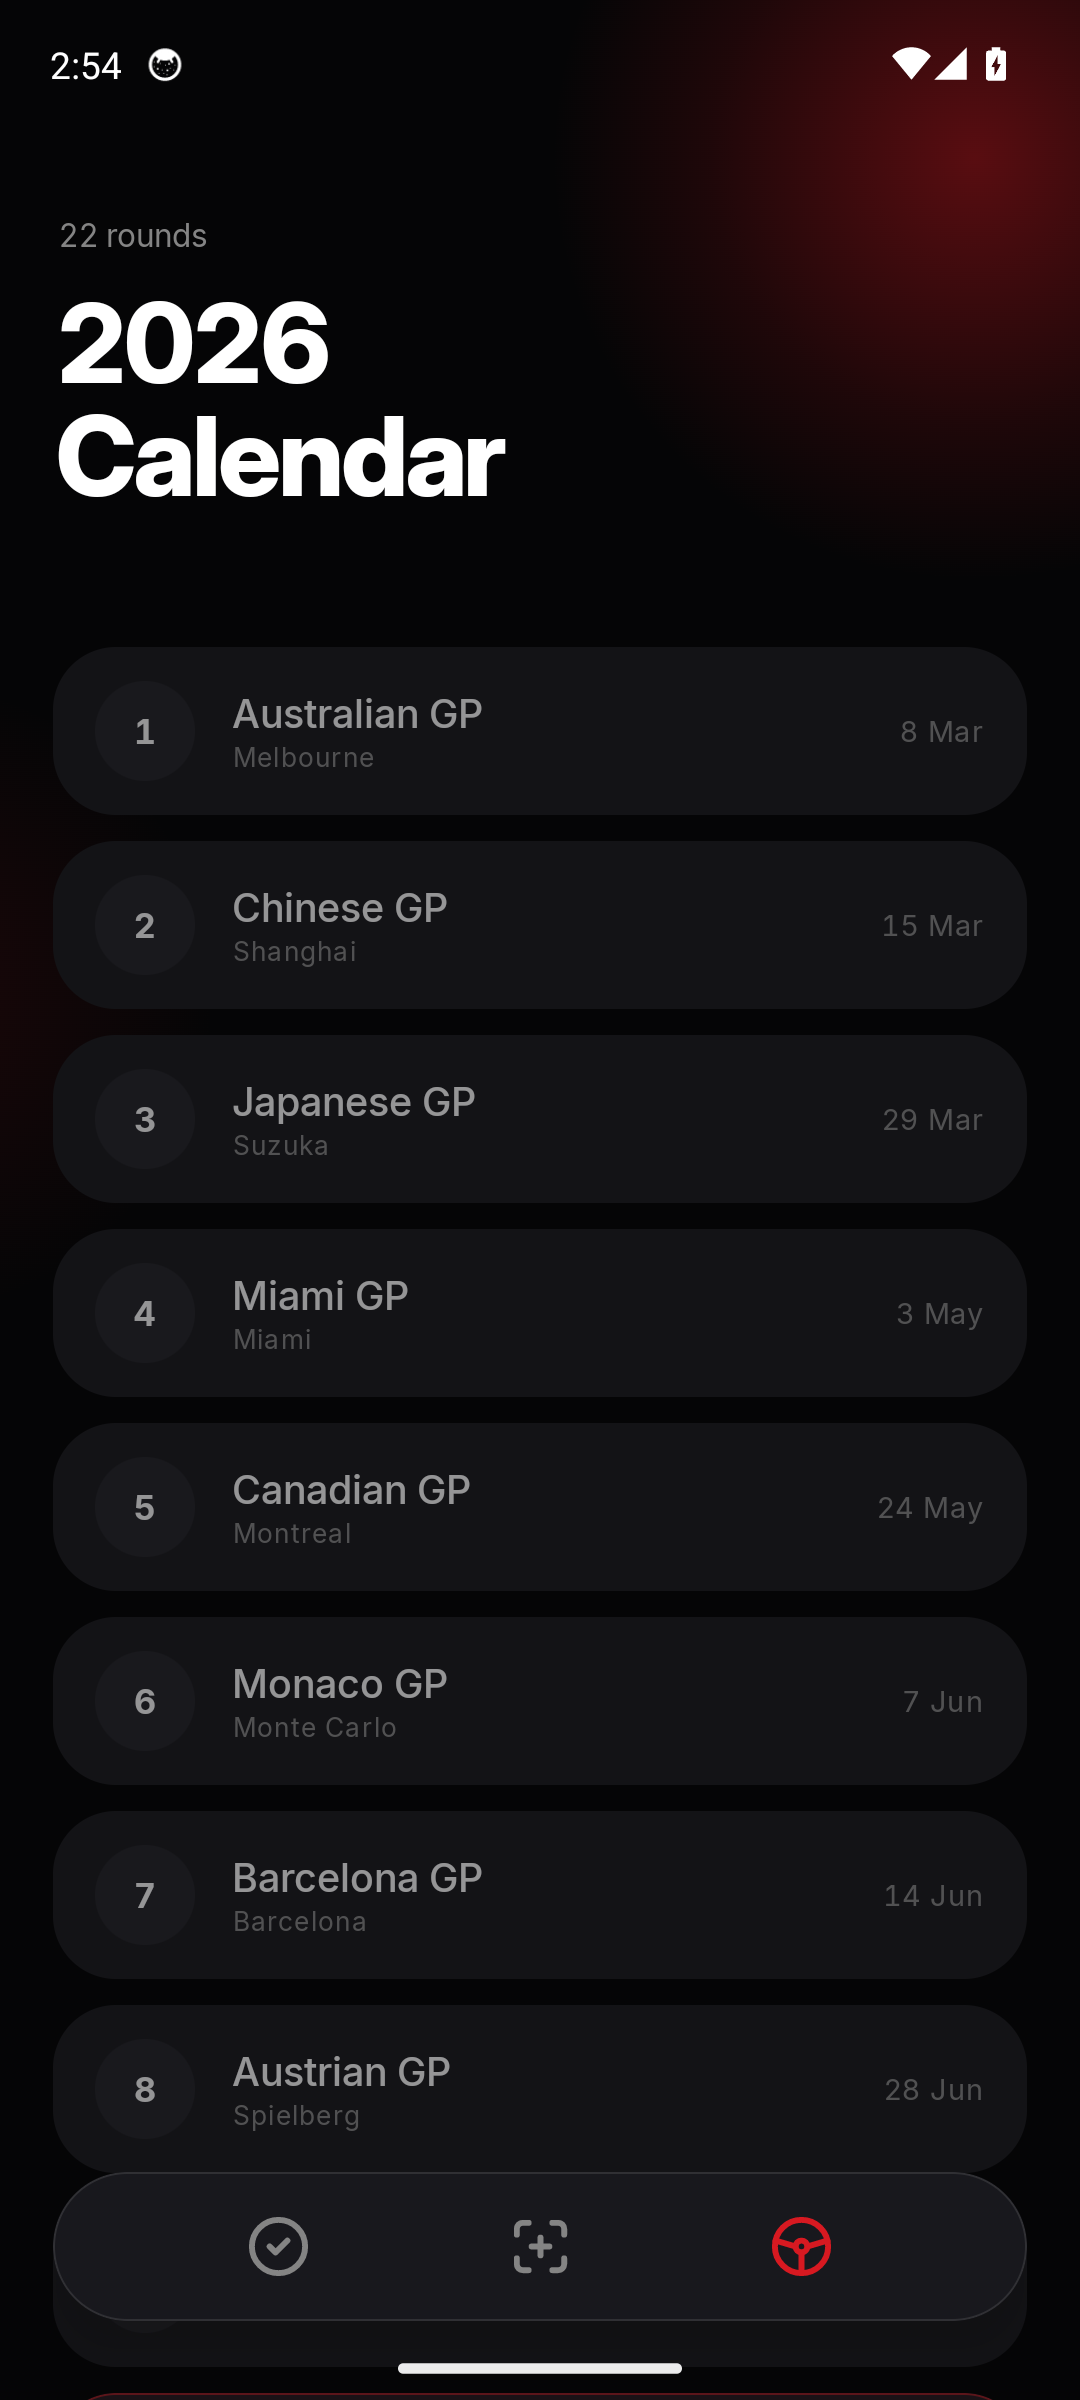 2:54
22 rounds
2026
Calendar
1
Australian GP
Melbourne
8 Mar
2
Chinese GP
Shanghai
15 Mar
3
Japanese GP
Suzuka
29 Mar
4
Miami GP
Miami
3 May
5
Canadian GP
Montreal
24 May
6
Monaco GP
Monte Carlo
7 Jun
7
Barcelona GP
Barcelona
14 Jun
8
Austrian GP
Spielberg
28 Jun